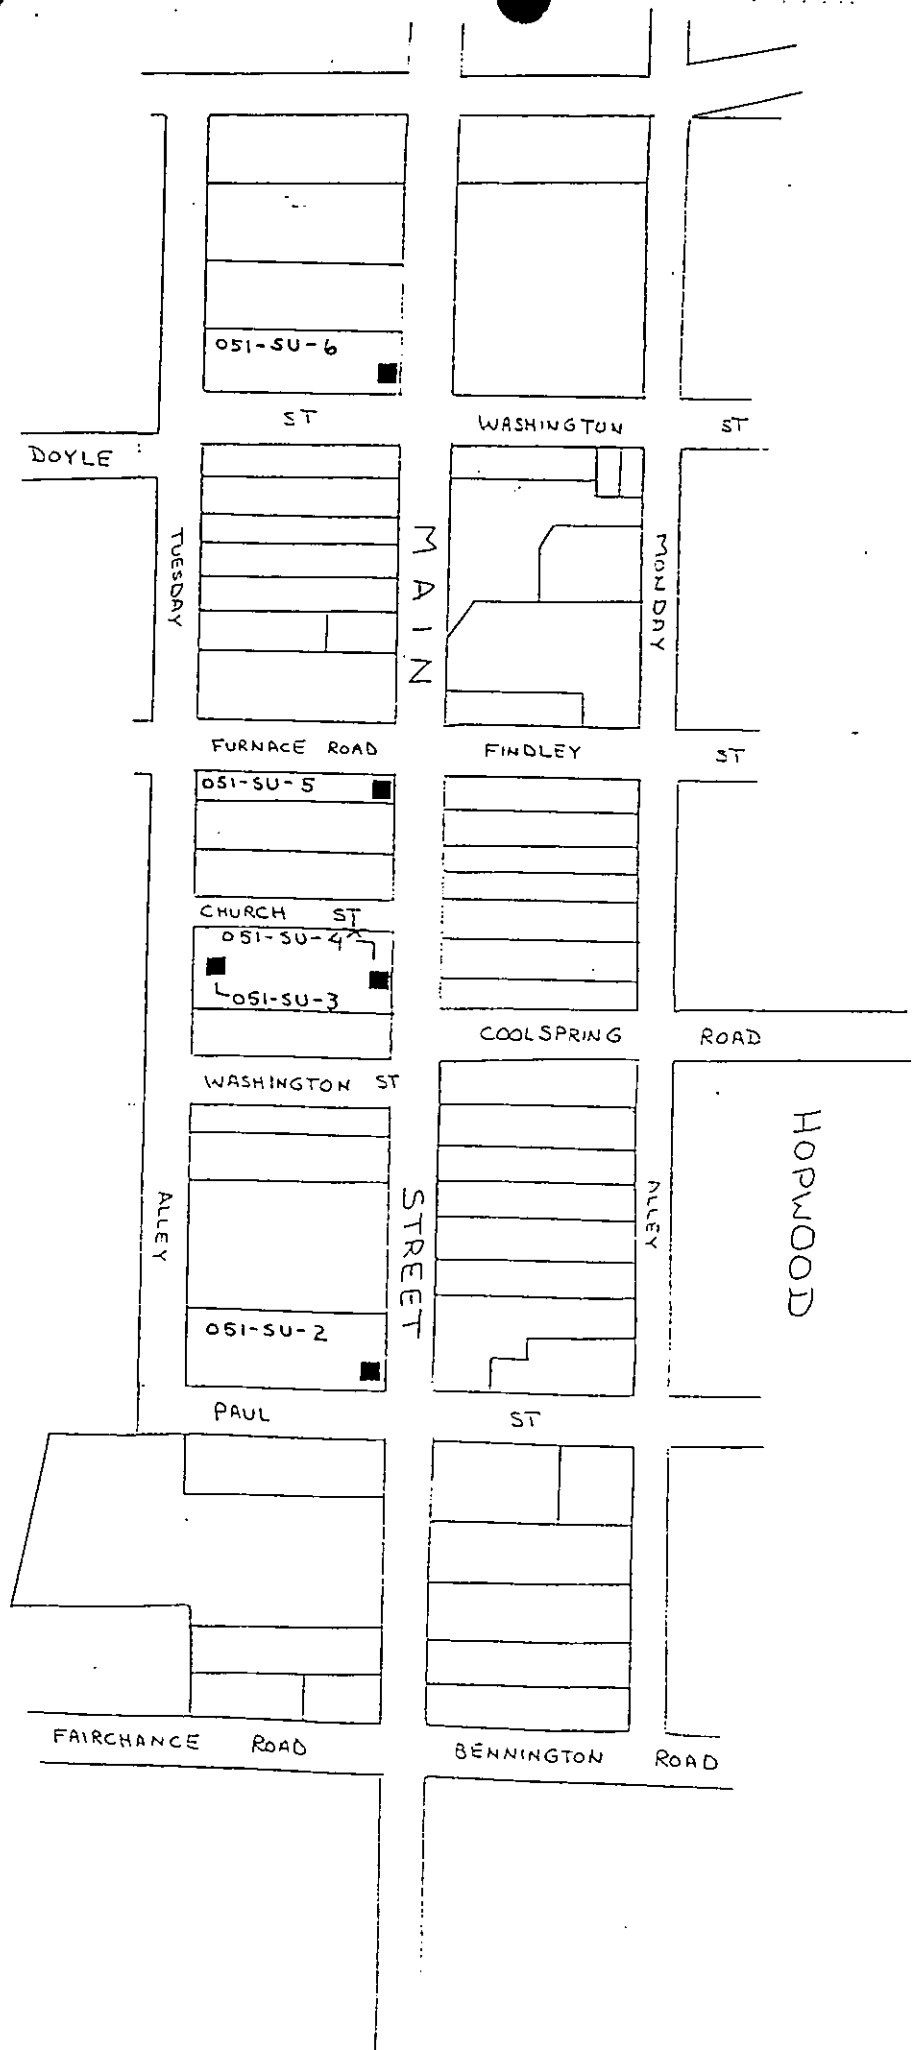 051-SU-6
ST WASHINGTON ST
DOYLE
TUESDAY
MAIN
MONDAY
FURNACE ROAD FINDLEY ST
051-SU-5
CHURCH ST
051-SU-4
051-SU-3
COOLSPRING ROAD
WASHINGTON ST
HOPWOOD
ALLEY
STREET
ALLEY
051-SU-2
PAUL ST
FAIRCHANCE ROAD BENNINGTON ROAD